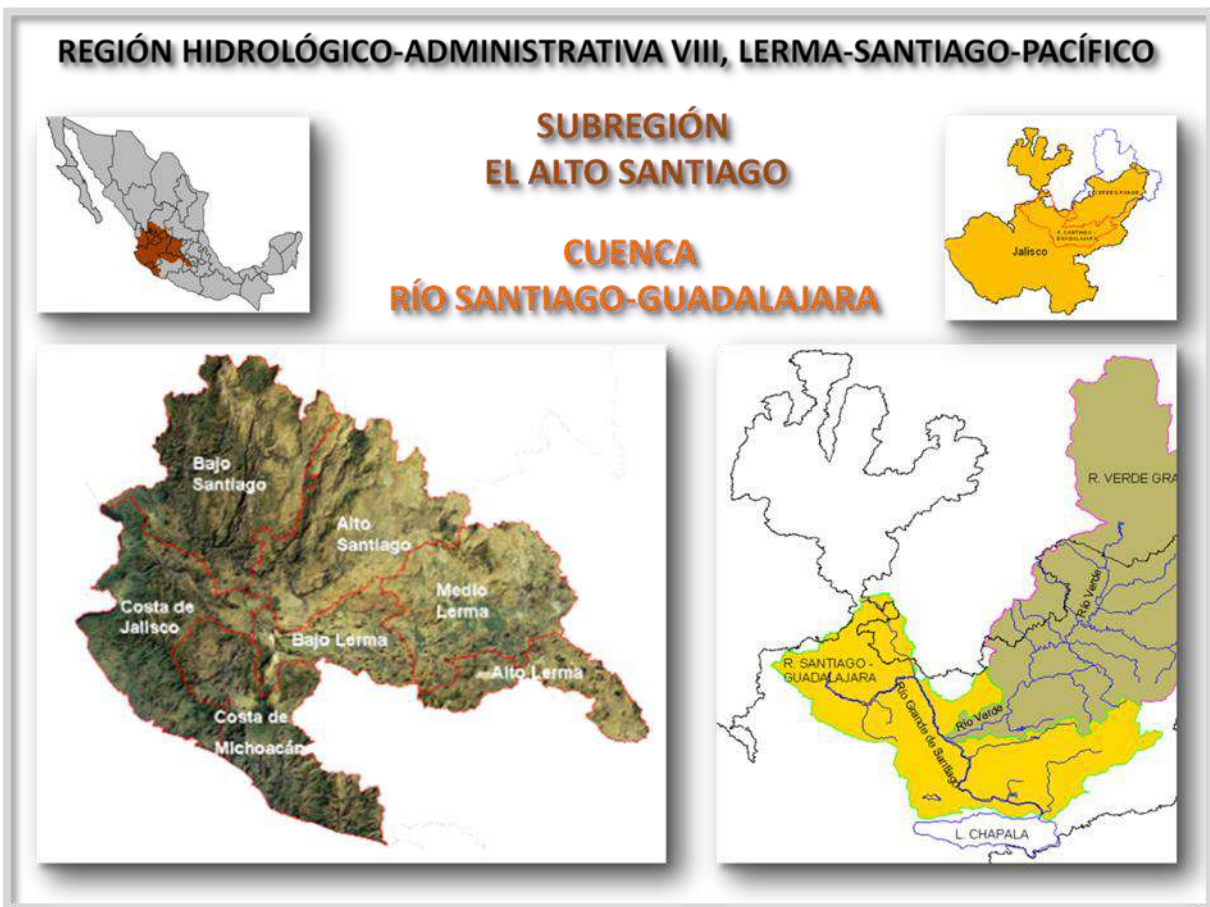 REGIÓN HIDROLÓGICO-ADMINISTRATIVA VIII, LERMA-SANTIAGO-PACÍFICO
SUBREGIÓN
EL ALTO SANTIAGO
CUENCA
RÍO SANTIAGO-GUADALAJARA
Jalisco
R. SANTIAGO -
GUADALAJARA
Bajo
Santiago
Alto
Santiago
Costa de
Jalisco
Medio
Lerma
Bajo Lerma
Alto Lerma
Costa de
Michoacán
R. VERDE GRA
Río Verde
R. SANTIAGO -
GUADALAJARA
Río Grande de Santiago
Río Verde
L. CHAPALA